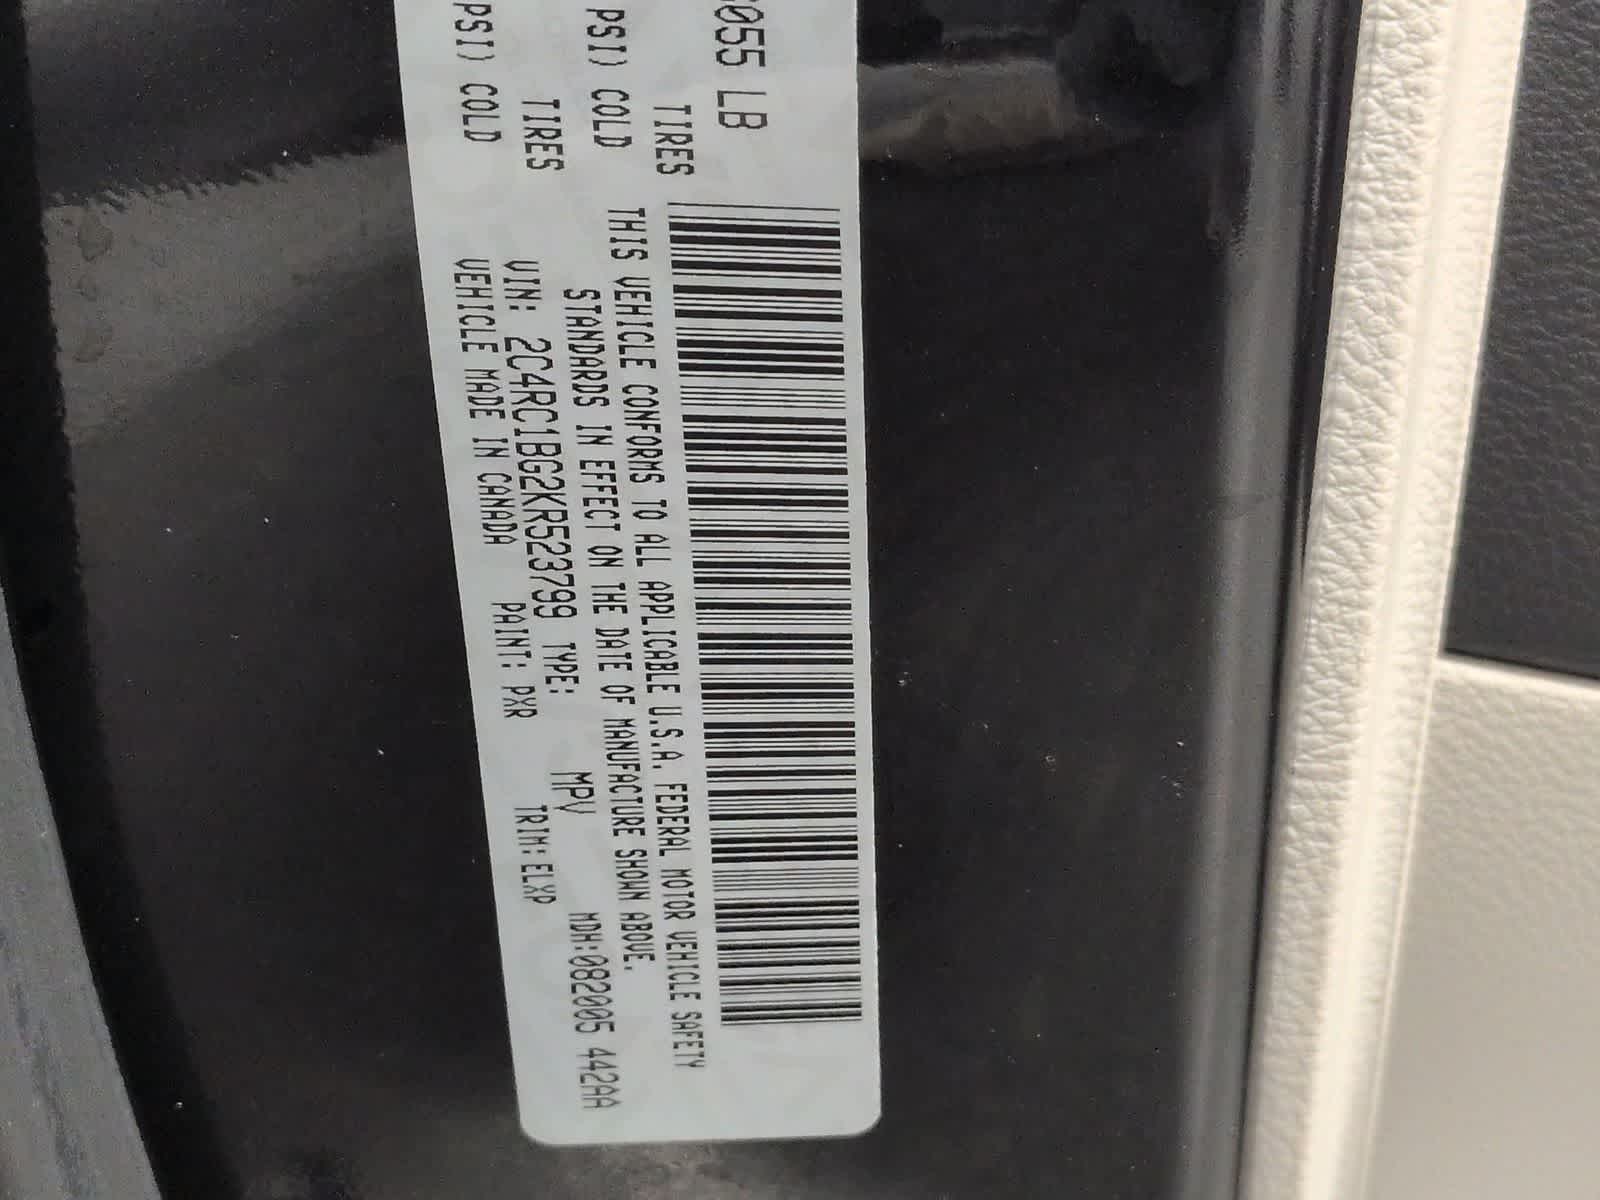 6055 LB
TIRES
PSI) COLD
TIRES
PSI) COLD
THIS VEHICLE CONFORMS TO ALL APPLICABLE U.S.A. FEDERAL MOTOR VEHICLE SAFETY
STANDARDS IN EFFECT ON THE DATE OF MANUFACTURE SHOWN ABOVE.
VIN: 2C4RC1BG2KR523799 TYPE: MPV MDH:082005 442AA
VEHICLE MADE IN CANADA PAINT: PXR TRIM: ELXP